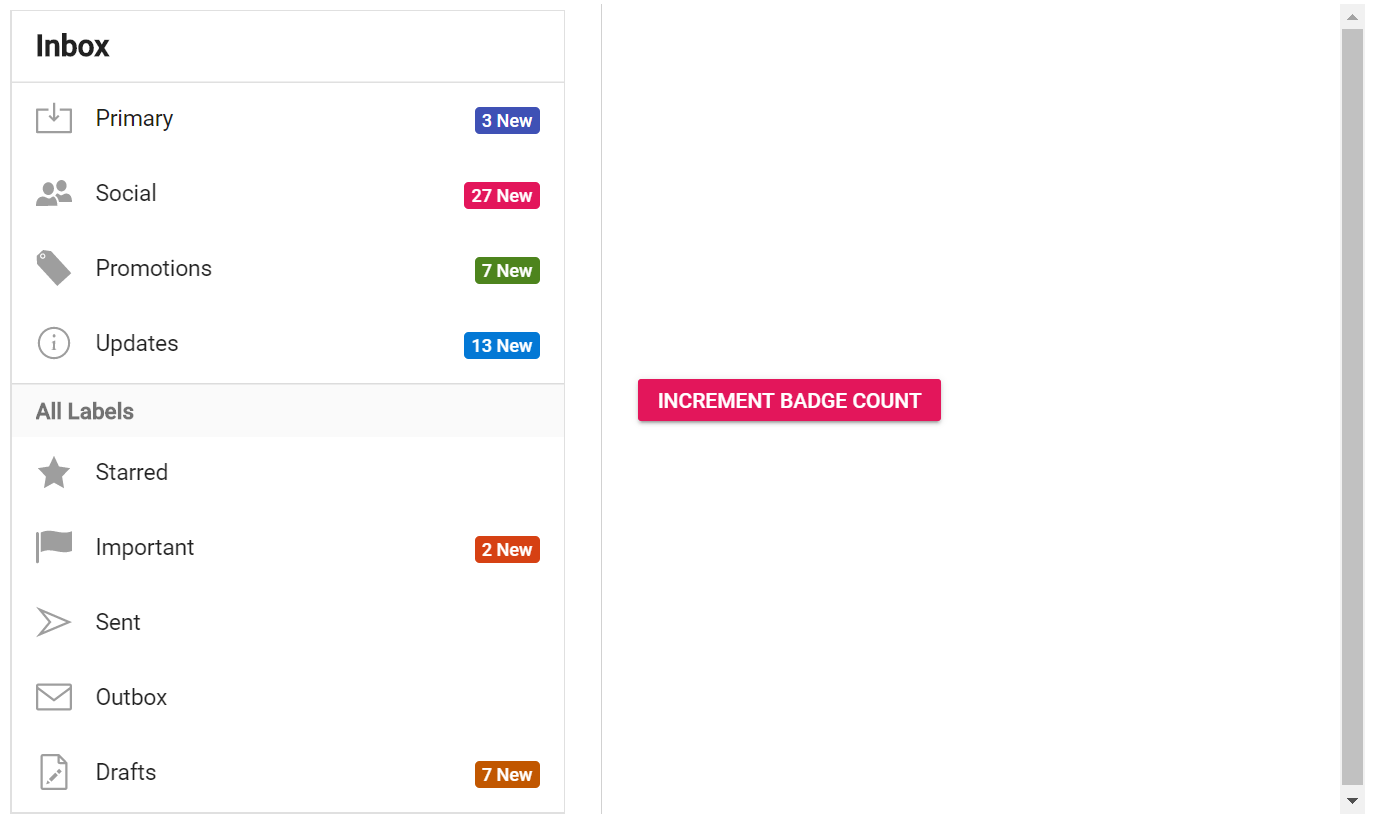 Inbox
Primary 3 New
Social 27 New
Promotions 7 New
Updates 13 New
INCREMENT BADGE COUNT
All Labels
Starred
Important 2 New
Sent
Outbox
Drafts 7 New